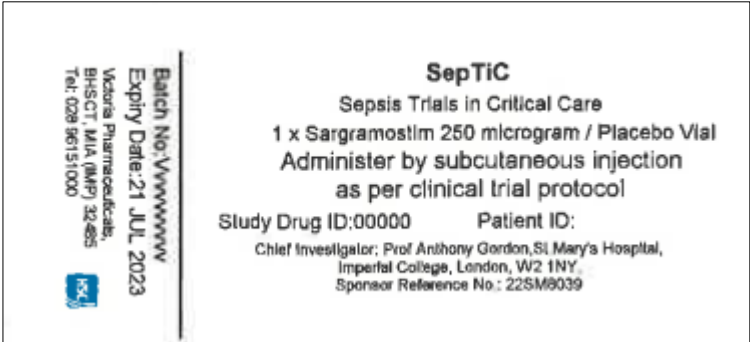 Batch No:Vvvvvvvvvv
Expiry Date:21 JUL 2023
Victoria Pharmaceuticals,
BHSCT, MIA (IMP) 32485
Tel: 028 96151000
HSC
SepTiC
Sepsis Trials in Critical Care
1 x Sargramostim 250 microgram / Placebo Vial
Administer by subcutaneous injection
as per clinical trial protocol
Study Drug ID:00000 Patient ID:
Chief Investigator: Prof Anthony Gordon,St.Mary's Hospital,
Imperial College, London, W2 1NY.
Sponsor Reference No.: 22SM8039